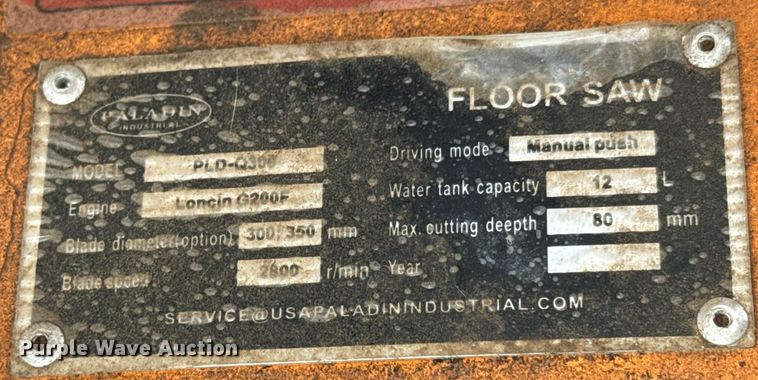 PALADIN
INDUSTRIAL
FLOOR SAW
MODEL PLD-Q300
Engine Loncin G200F
Blade diameter(option) 300/350 mm
Blade speed 2800 r/min
Driving mode Manual push
Water tank capacity 12 L
Max. cutting deepth 80 mm
Year
SERVICE@USAPALADININDUSTRIAL.COM
Purple Wave Auction